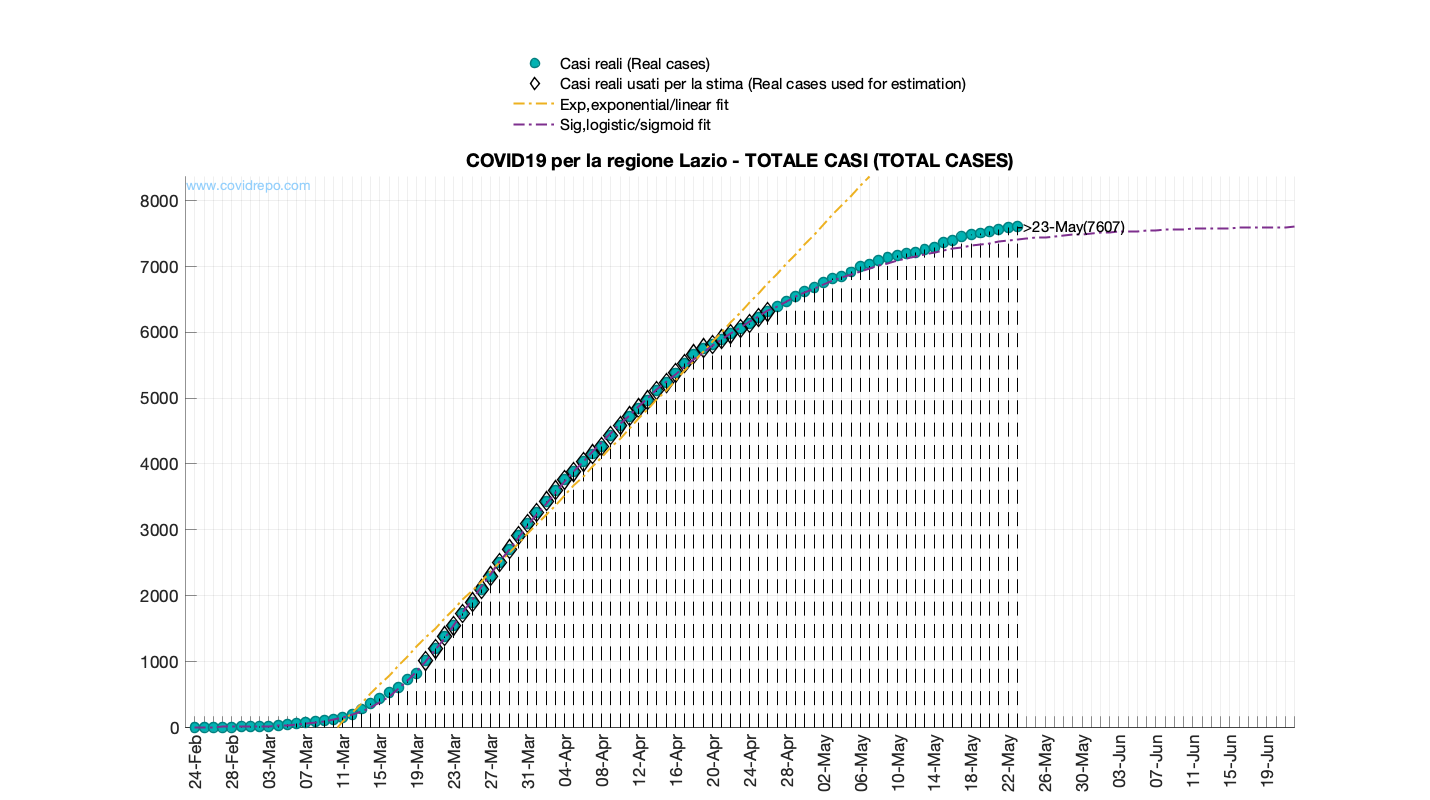 Casi reali (Real cases)
Casi reali usati per la stima (Real cases used for estimation)
Exp,exponential/linear fit
Sig,logistic/sigmoid fit
COVID19 per la regione Lazio - TOTALE CASI (TOTAL CASES)
www.covidrepo.com
8000
7000
6000
5000
4000
3000
2000
1000
0
->23-May(7607)
24-Feb
28-Feb
03-Mar
07-Mar
11-Mar
15-Mar
19-Mar
23-Mar
27-Mar
31-Mar
04-Apr
08-Apr
12-Apr
16-Apr
20-Apr
24-Apr
28-Apr
02-May
06-May
10-May
14-May
18-May
22-May
26-May
30-May
03-Jun
07-Jun
11-Jun
15-Jun
19-Jun